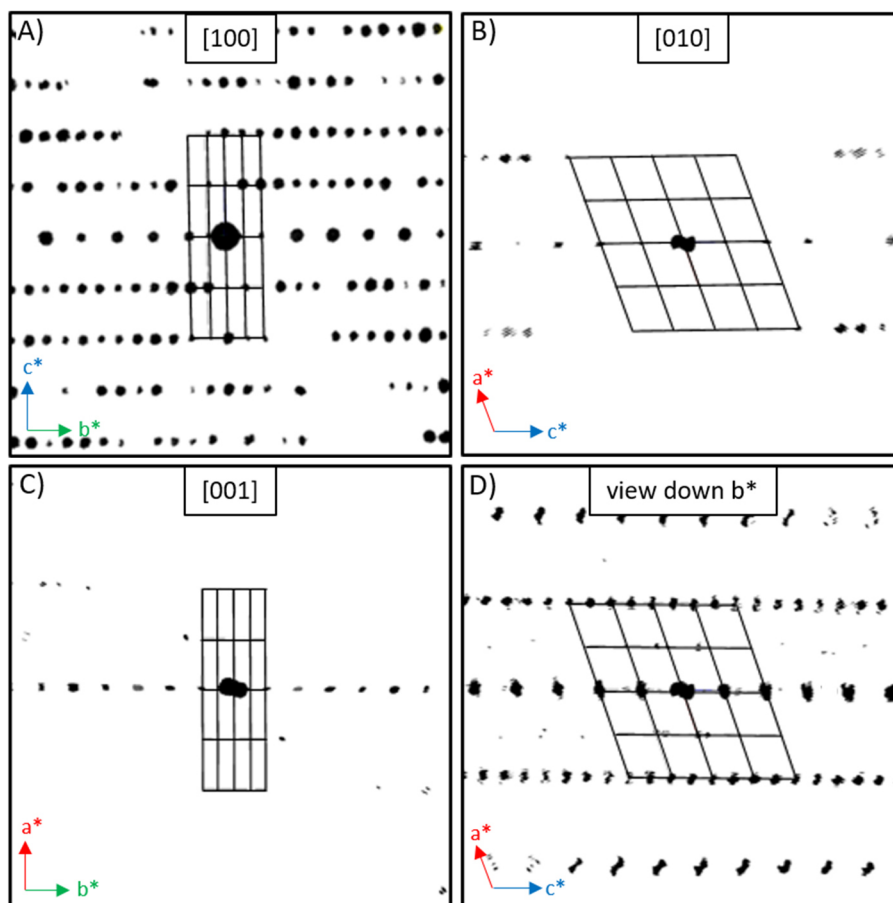 A)
[100]
c*
b*
B)
[010]
a*
c*
C)
[001]
a*
b*
D)
view down b*
a*
c*